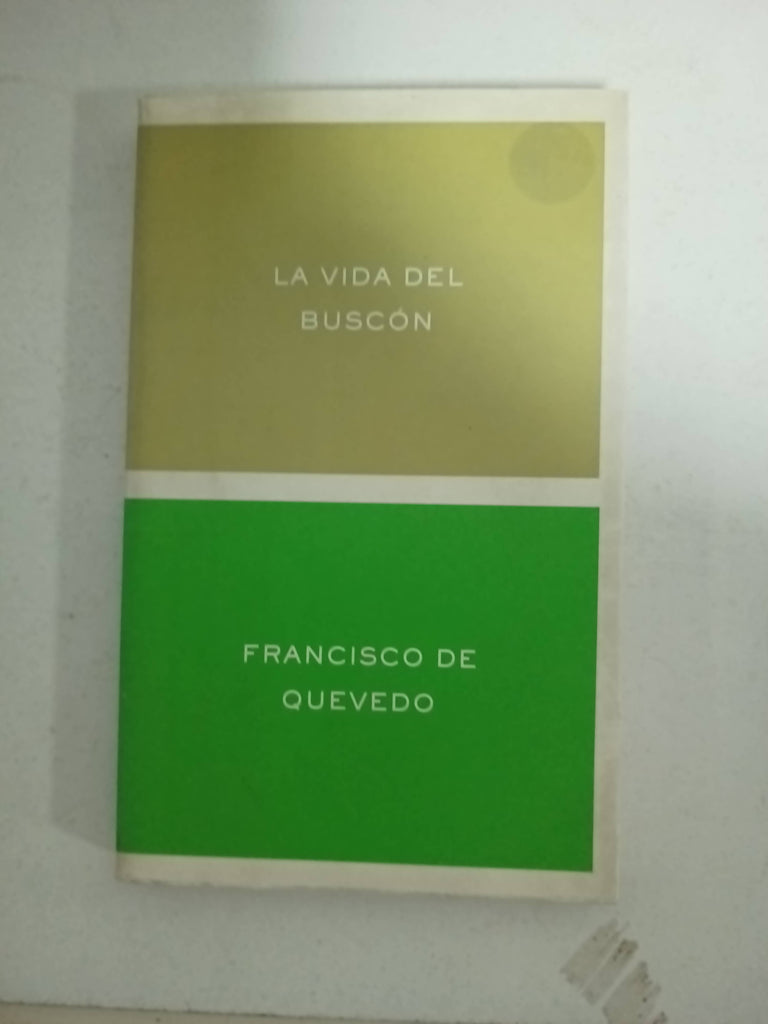 LA VIDA DEL
BUSCÓN
FRANCISCO DE
QUEVEDO